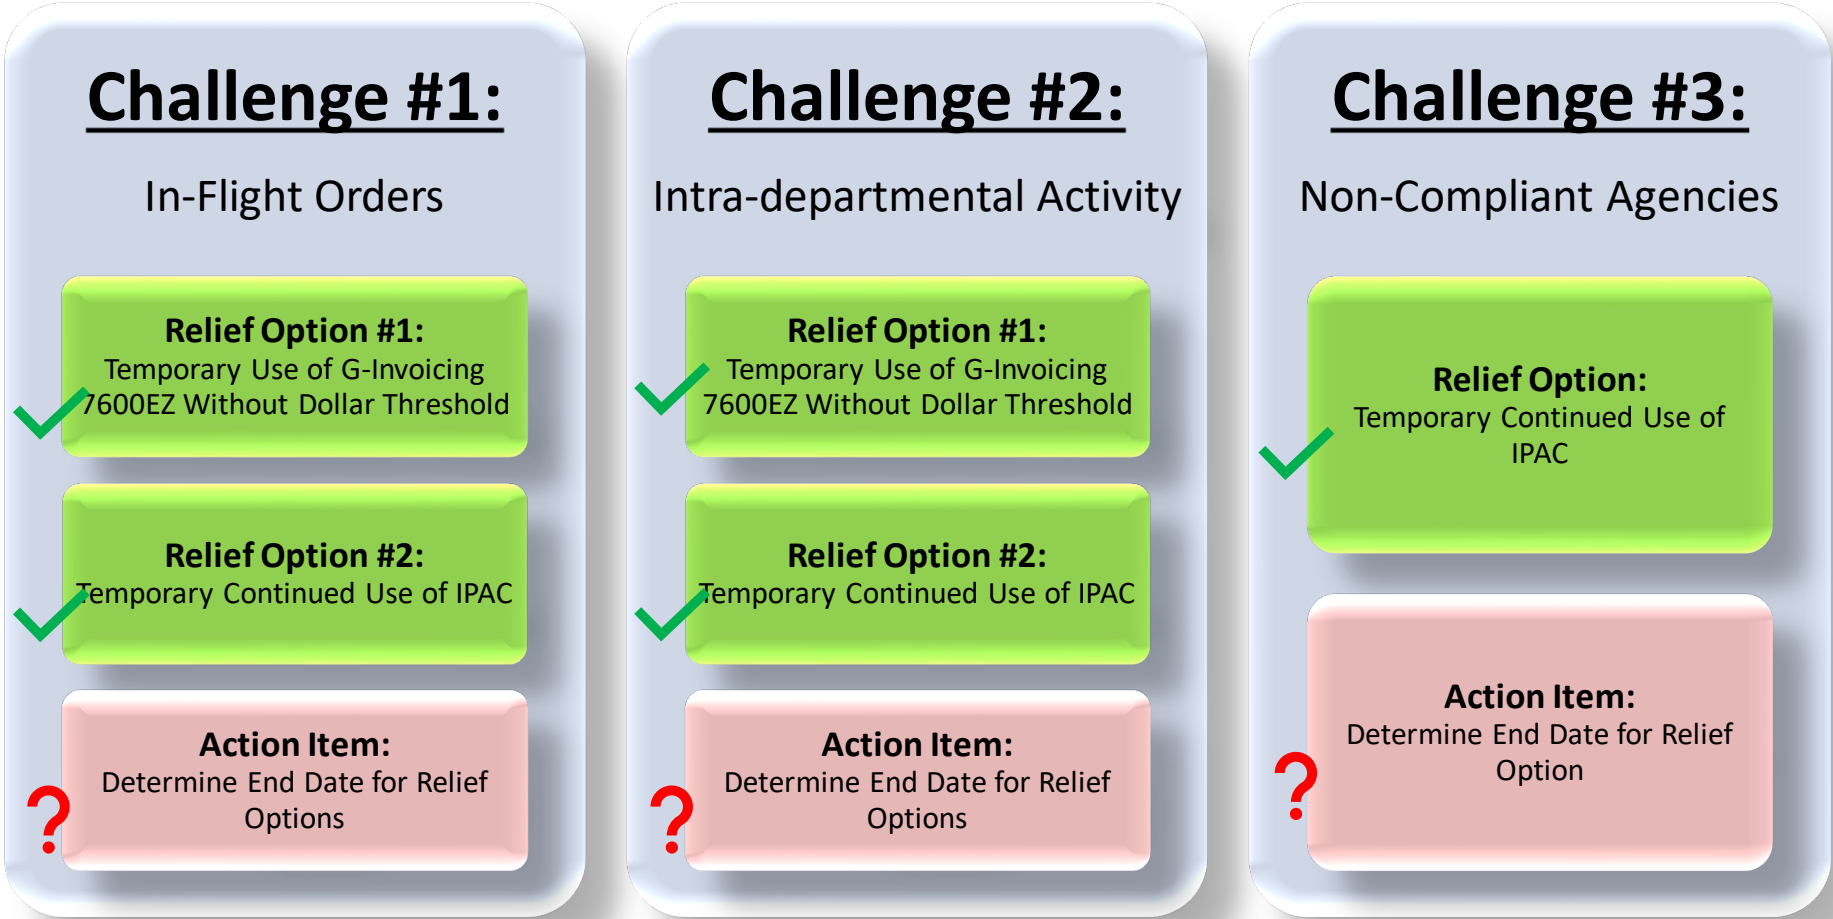 Challenge #1:
In-Flight Orders
Relief Option #1:
Temporary Use of G-Invoicing
7600EZ Without Dollar Threshold
Relief Option #2:
Temporary Continued Use of IPAC
Action Item:
Determine End Date for Relief
Options
?
Challenge #2:
Intra-departmental Activity
Relief Option #1:
Temporary Use of G-Invoicing
7600EZ Without Dollar Threshold
Relief Option #2:
Temporary Continued Use of IPAC
Action Item:
Determine End Date for Relief
Options
?
Challenge #3:
Non-Compliant Agencies
Relief Option:
Temporary Continued Use of
IPAC
Action Item:
Determine End Date for Relief
Option
?